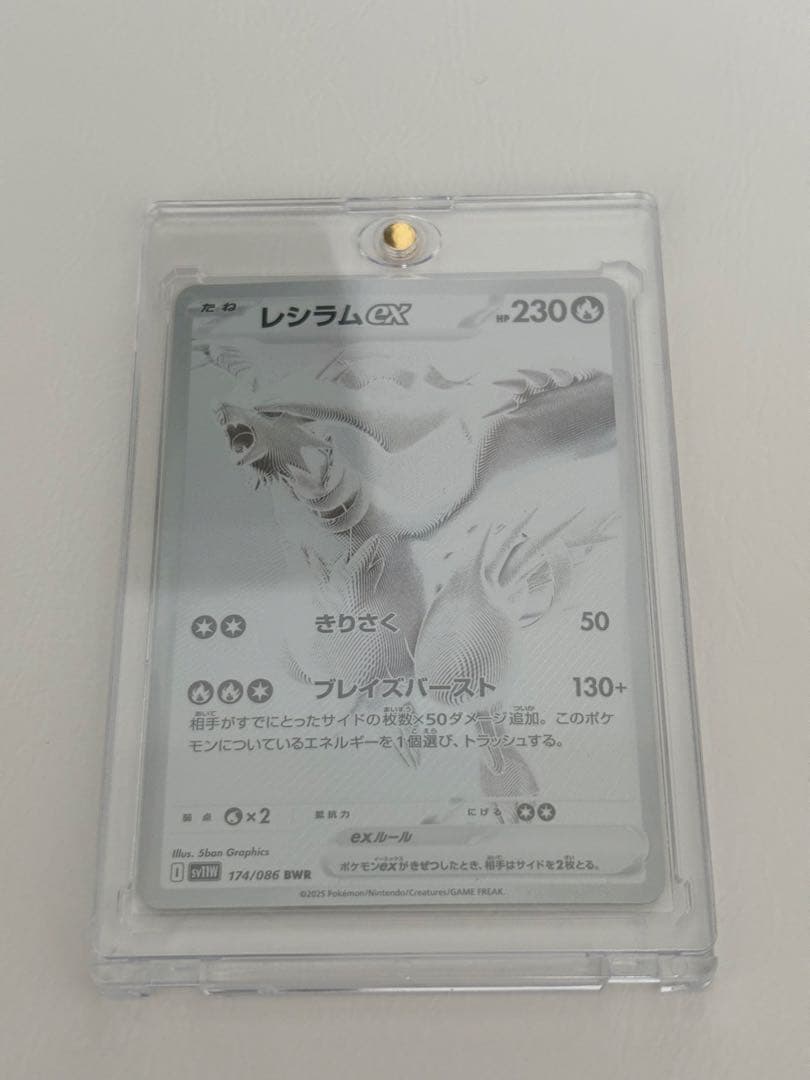 たね レシラムex HP 230
きりさく 50
ブレイズバースト 130+
相手がすでにとったサイドの枚数×50ダメージ追加。このポケ
モンについているエネルギーを1個選び、トラッシュする。
弱点 ×2 抵抗力 にげる
exルール
ポケモンexがきぜつしたとき、相手はサイドを2枚とる。
Illus. 5ban Graphics
I SV11W 174/086 BWR
©2025 Pokémon/Nintendo/Creatures/GAME FREAK.